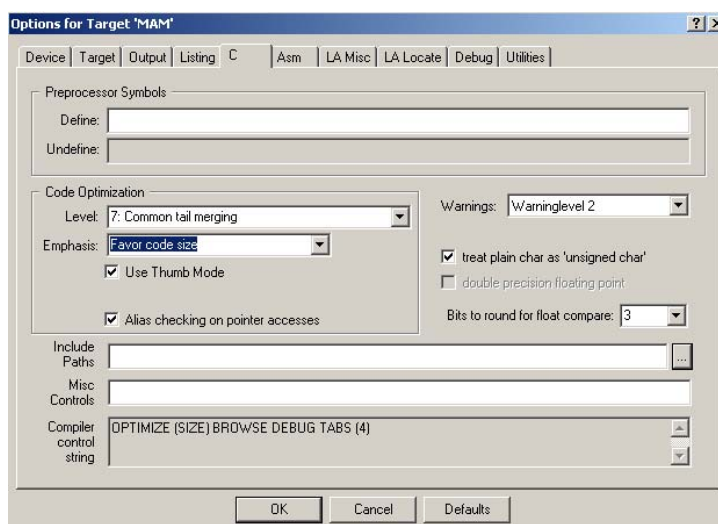 Options for Target 'MAM'
Device Target Output Listing C Asm LA Misc LA Locate Debug Utilities
Preprocessor Symbols
Define:
Undefine:
Code Optimization
Level: 7: Common tail merging
Warnings: Warninglevel 2
Emphasis: Favor code size
Use Thumb Mode
treat plain char as 'unsigned char'
double precision floating point
Alias checking on pointer accesses
Bits to round for float compare: 3
Include
Paths
...
Misc
Controls
Compiler
control
string
OPTIMIZE (SIZE) BROWSE DEBUG TABS (4)
OK Cancel Defaults